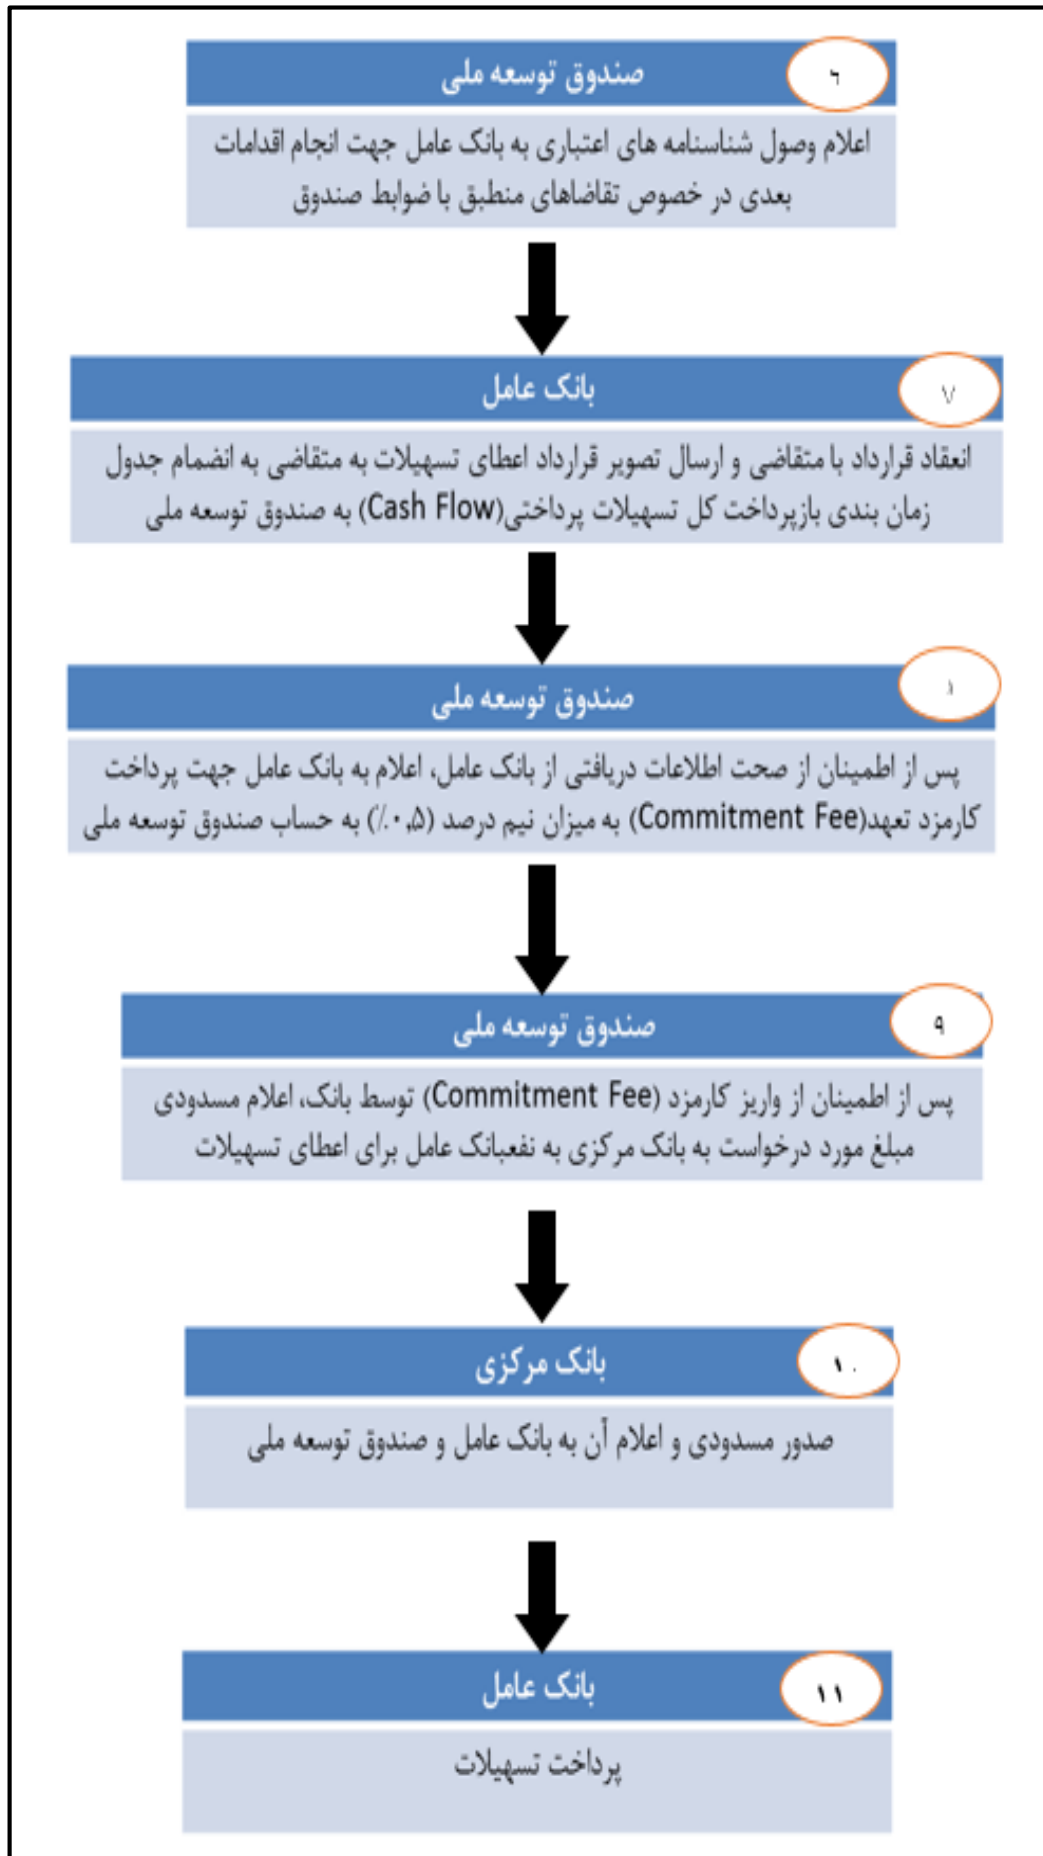 صندوق توسعه ملی
۶
اعلام وصول شناسنامه های اعتباری به بانک عامل جهت انجام اقدامات
بعدی در خصوص تقاضاهای منطبق با ضوابط صندوق
بانک عامل
۷
انعقاد قرارداد با متقاضی و ارسال تصویر قرارداد اعطای تسهیلات به متقاضی به انضمام جدول
زمان بندی بازپرداخت کل تسهیلات پرداختی(Cash Flow) به صندوق توسعه ملی
صندوق توسعه ملی
پس از اطمینان از صحت اطلاعات دریافتی از بانک عامل، اعلام به بانک عامل جهت پرداخت
کارمزد تعهد(Commitment Fee) به میزان نیم درصد (۰,۵٪) به حساب صندوق توسعه ملی
صندوق توسعه ملی
۹
پس از اطمینان از واریز کارمزد (Commitment Fee) توسط بانک، اعلام مسدودی
مبلغ مورد درخواست به بانک مرکزی به نفعبانک عامل برای اعطای تسهیلات
بانک مرکزی
۱۰
صدور مسدودی و اعلام آن به بانک عامل و صندوق توسعه ملی
بانک عامل
۱۱
پرداخت تسهیلات